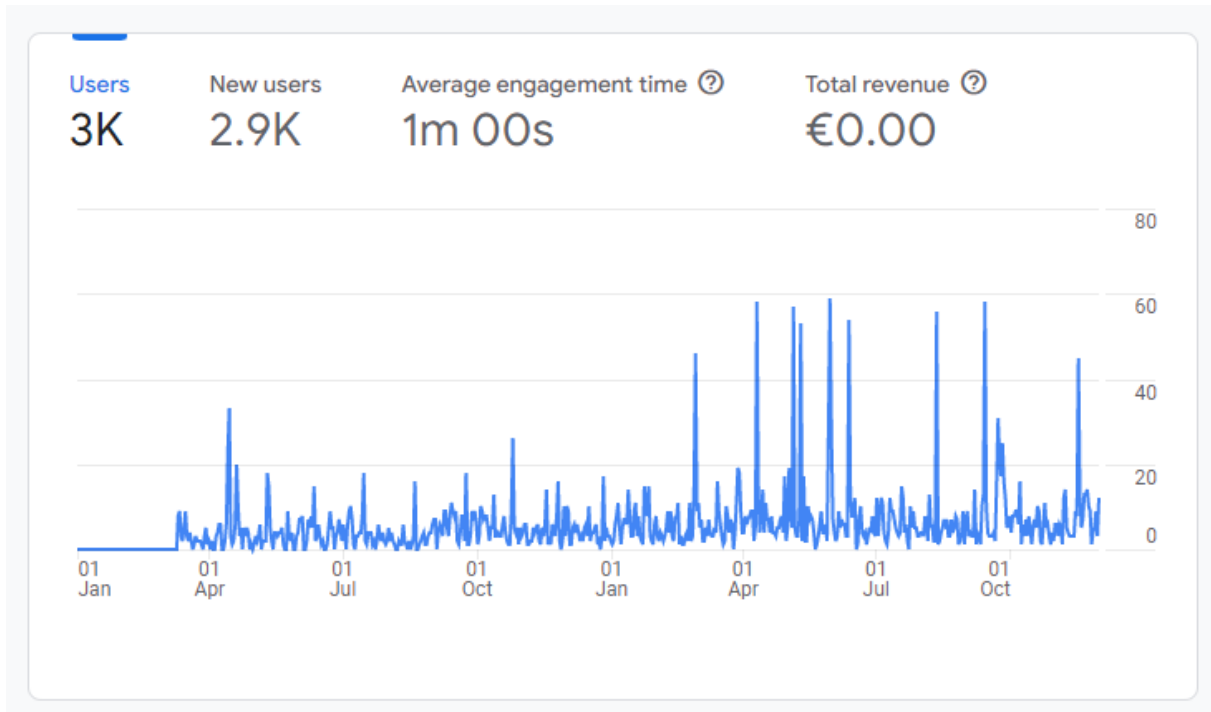 Users New users Average engagement time ? Total revenue ?
3K 2.9K 1m 00s €0.00
80
60
40
20
0
01 01 01 01 01 01 01 01
Jan Apr Jul Oct Jan Apr Jul Oct